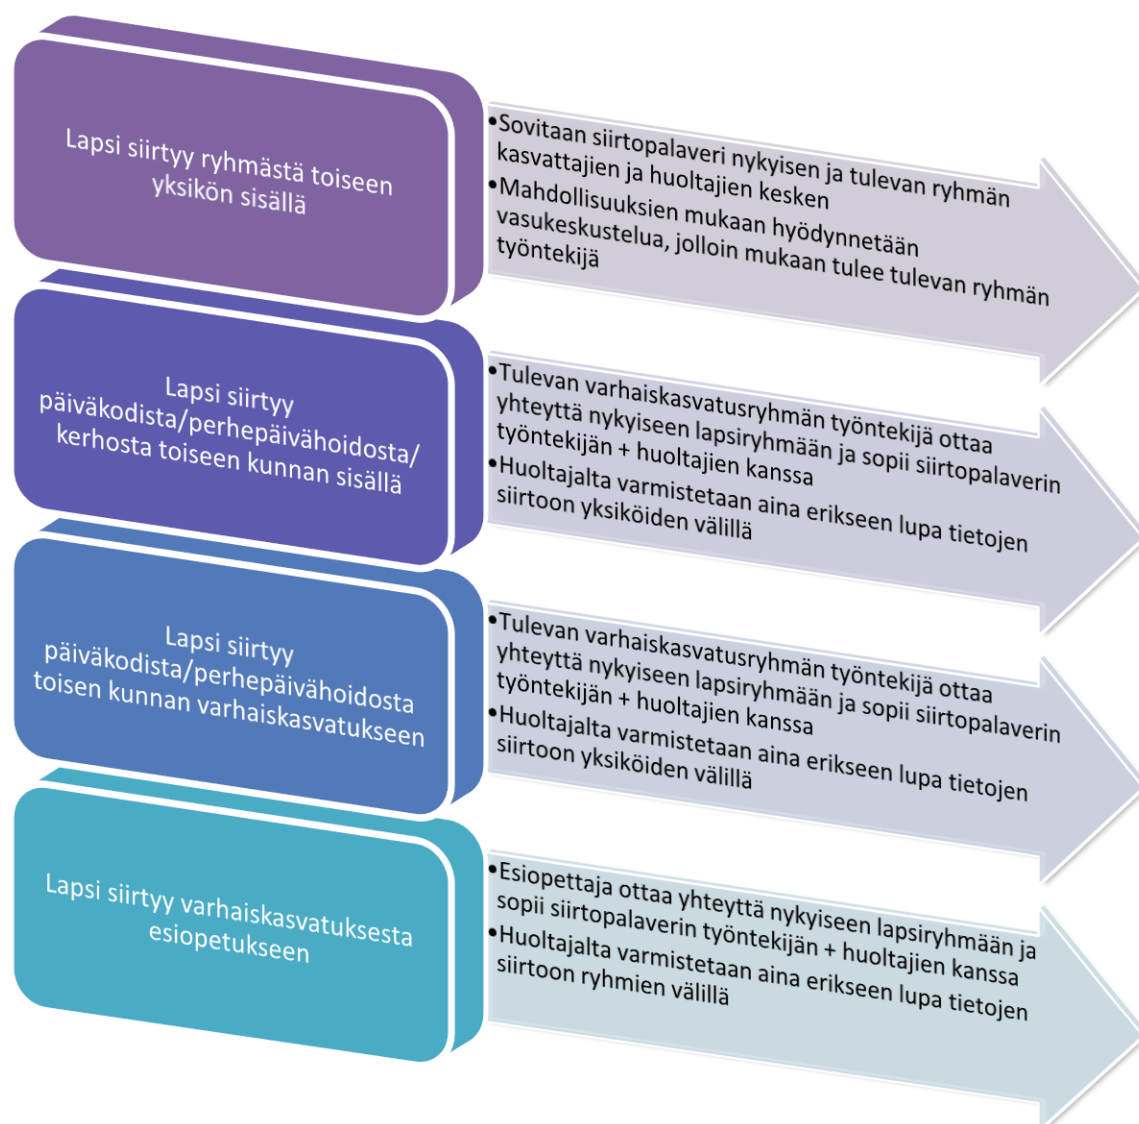 Lapsi siirtyy ryhmästä toiseen
yksikön sisällä
•Sovitaan siirtopalaveri nykyisen ja tulevan ryhmän
kasvattajien ja huoltajien kesken
•Mahdollisuuksien mukaan hyödynnetään
vasukeskustelua, jolloin mukaan tulee tulevan ryhmän
työntekijä
Lapsi siirtyy
päiväkodista/perhepäivähoidosta/
kerhosta toiseen kunnan sisällä
•Tulevan varhaiskasvatusryhmän työntekijä ottaa
yhteyttä nykyiseen lapsiryhmään ja sopii siirtopalaverin
työntekijän + huoltajien kanssa
•Huoltajalta varmistetaan aina erikseen lupa tietojen
siirtoon yksiköiden välillä
Lapsi siirtyy
päiväkodista/perhepäivähoidosta
toisen kunnan varhaiskasvatukseen
•Tulevan varhaiskasvatusryhmän työntekijä ottaa
yhteyttä nykyiseen lapsiryhmään ja sopii siirtopalaverin
työntekijän + huoltajien kanssa
•Huoltajalta varmistetaan aina erikseen lupa tietojen
siirtoon yksiköiden välillä
Lapsi siirtyy varhaiskasvatuksesta
esiopetukseen
•Esiopettaja ottaa yhteyttä nykyiseen lapsiryhmään ja
sopii siirtopalaverin työntekijän + huoltajien kanssa
•Huoltajalta varmistetaan aina erikseen lupa tietojen
siirtoon ryhmien välillä